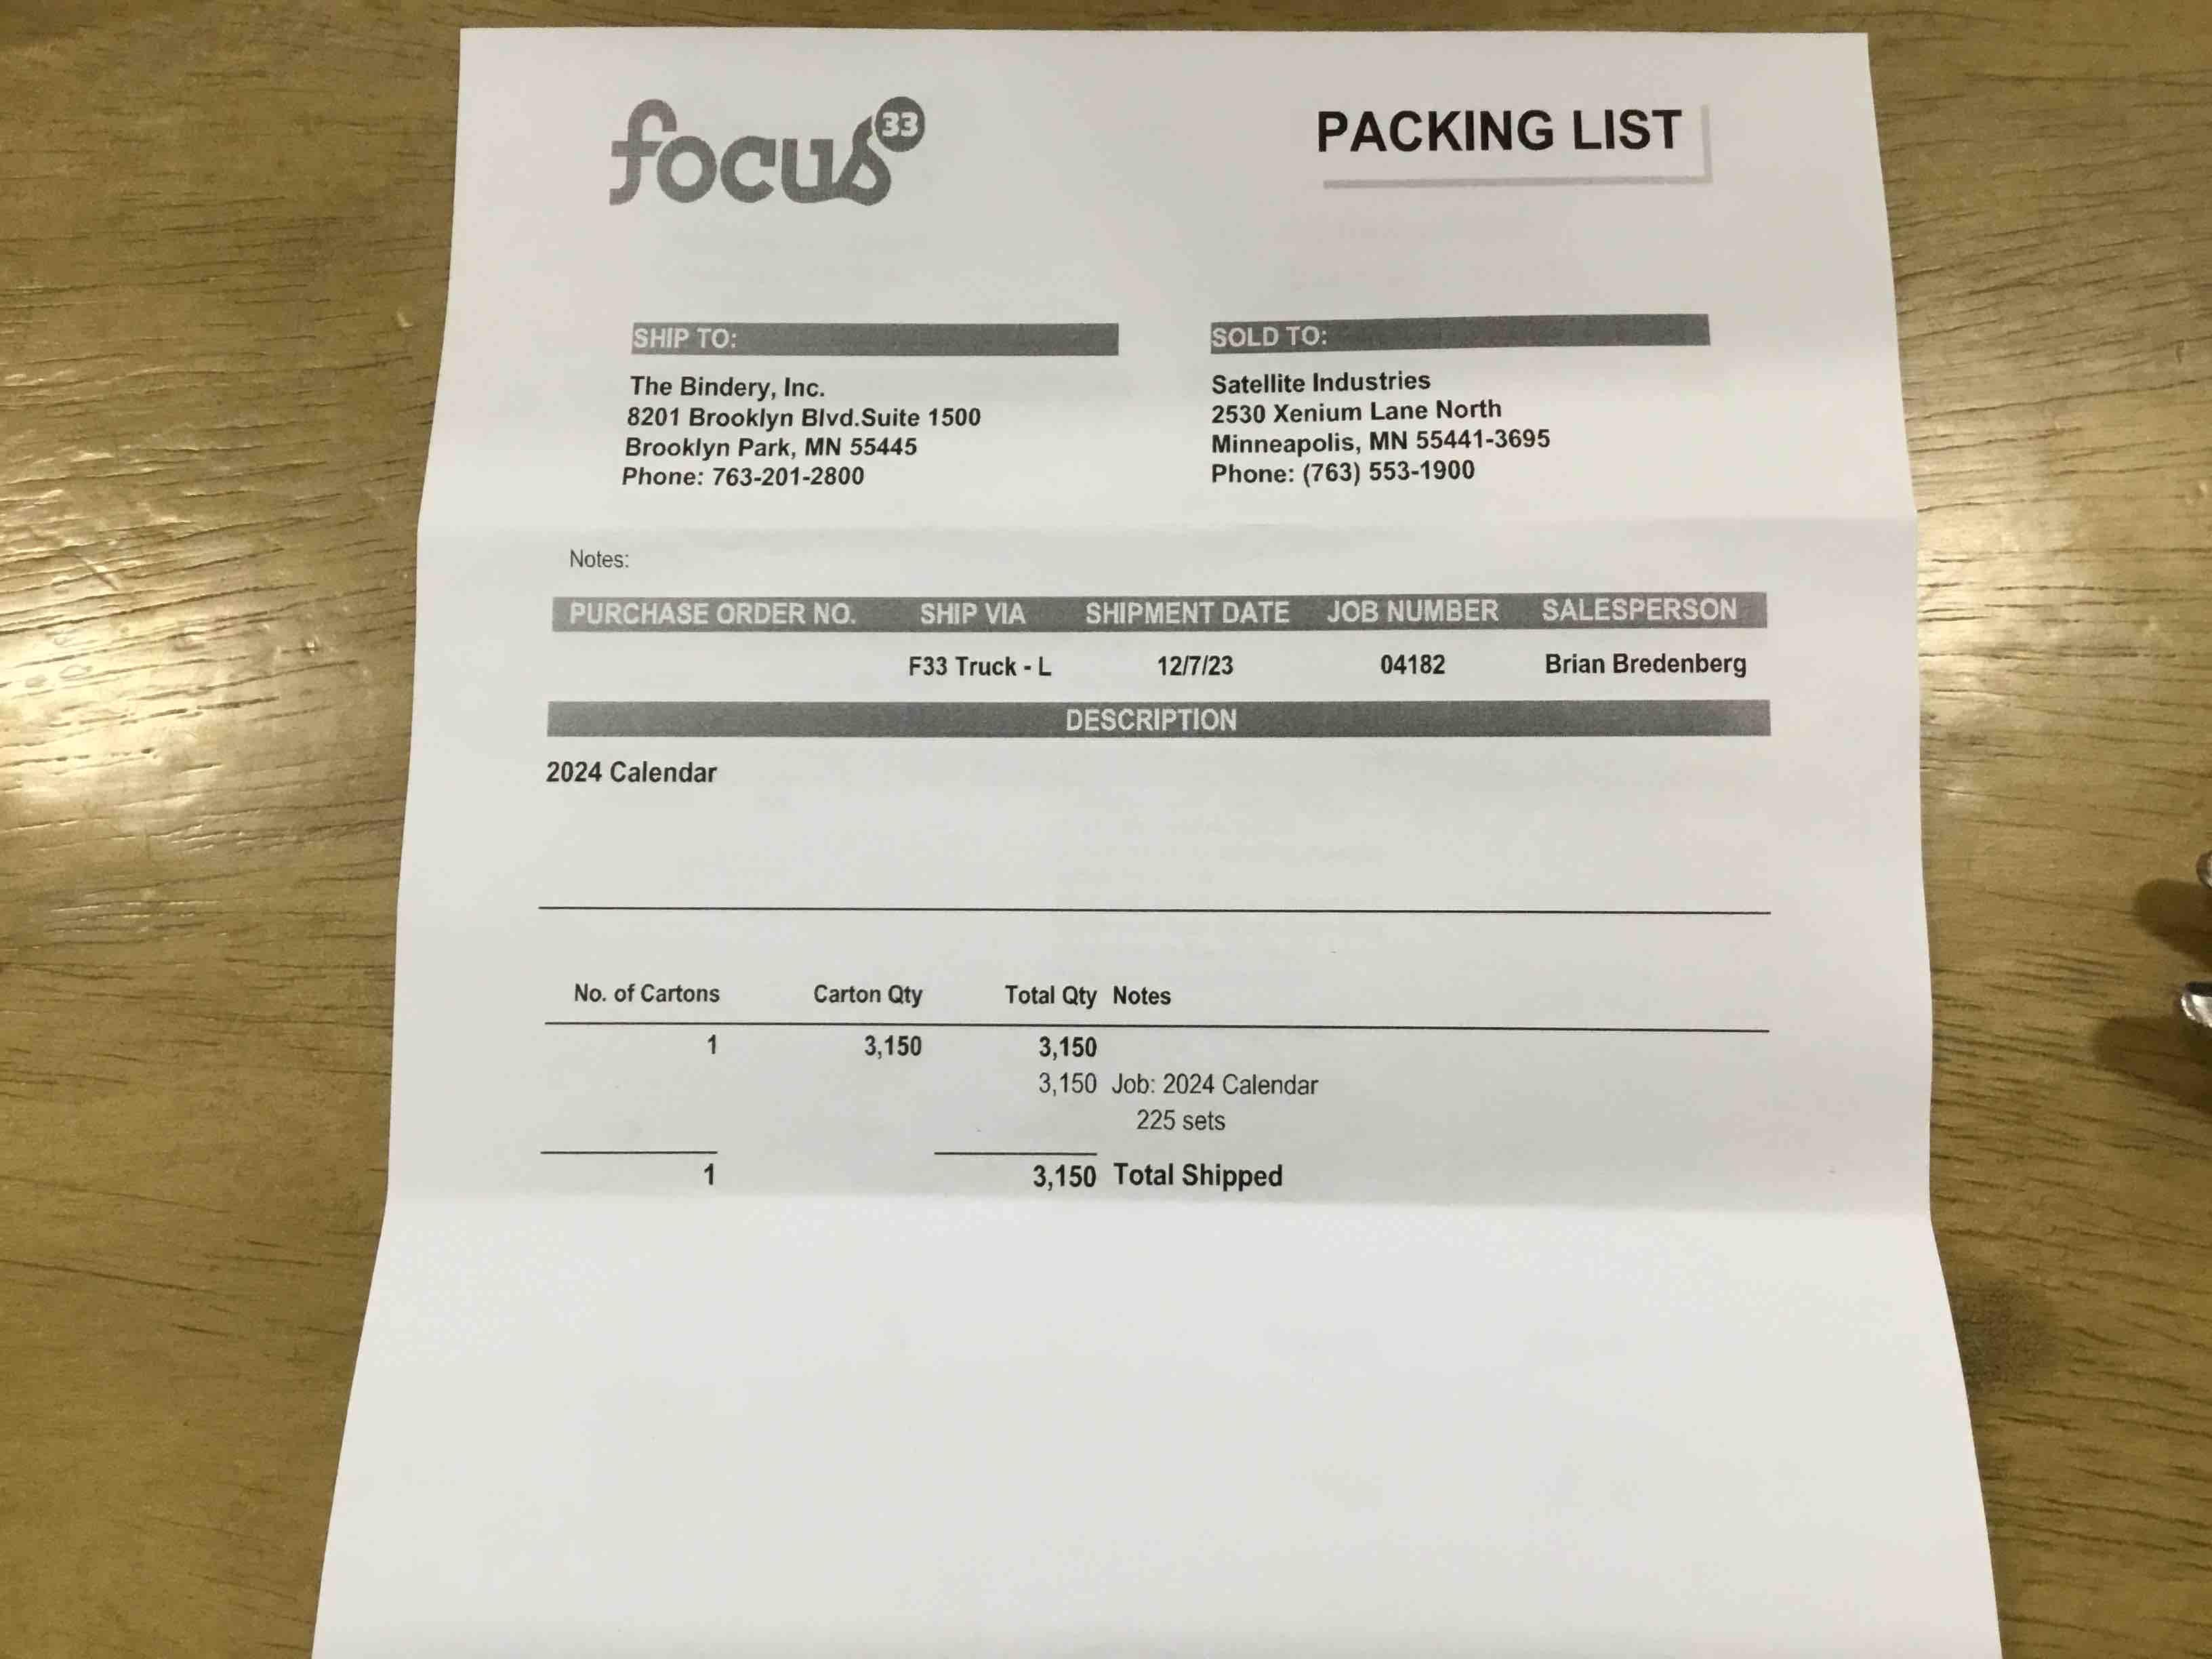 focus 33
PACKING LIST
SHIP TO:
The Bindery, Inc.
8201 Brooklyn Blvd.Suite 1500
Brooklyn Park, MN 55445
Phone: 763-201-2800
SOLD TO:
Satellite Industries
2530 Xenium Lane North
Minneapolis, MN 55441-3695
Phone: (763) 553-1900
Notes:
PURCHASE ORDER NO. SHIP VIA SHIPMENT DATE JOB NUMBER SALESPERSON
F33 Truck - L 12/7/23 04182 Brian Bredenberg
DESCRIPTION
2024 Calendar
No. of Cartons Carton Qty Total Qty Notes
1 3,150 3,150
3,150 Job: 2024 Calendar
225 sets
1 3,150 Total Shipped